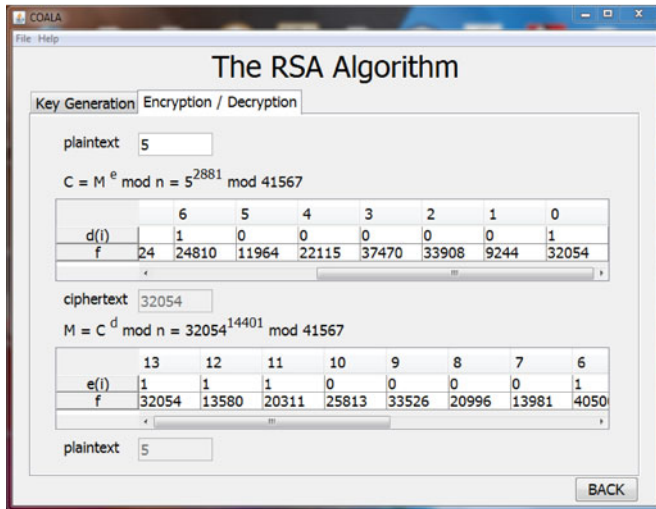 COALA
File Help
The RSA Algorithm
Key Generation Encryption / Decryption
plaintext 5
C = M e mod n = 5 2881 mod 41567
6 5 4 3 2 1 0
d(i) 1 0 0 0 0 0 1
f 24 24810 11964 22115 37470 33908 9244 32054
ciphertext 32054
M = C d mod n = 32054 14401 mod 41567
13 12 11 10 9 8 7 6
e(i) 1 1 1 0 0 0 0 1
f 32054 13580 20311 25813 33526 20996 13981 4050
plaintext 5
BACK